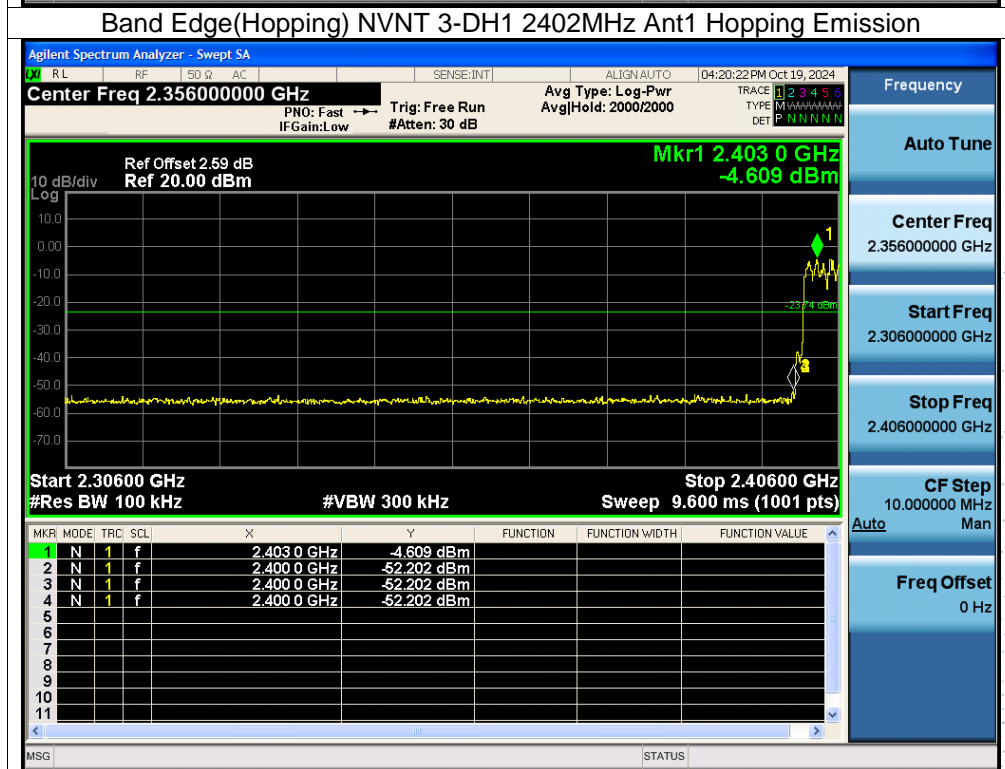 Band Edge(Hopping) NVNT 3-DH1 2402MHz Ant1 Hopping Emission
Agilent Spectrum Analyzer - Swept SA
LXI RL RF 50 Ω AC SENSE:INT ALIGN AUTO 04:20:22 PM Oct 19, 2024
Center Freq 2.356000000 GHz
PNO: Fast
IFGain:Low
Trig: Free Run
#Atten: 30 dB
Avg Type: Log-Pwr
Avg|Hold: 2000/2000
TRACE 1 2 3 4 5 6
TYPE M
DET P N N N N N
Frequency
Auto Tune
Center Freq
2.356000000 GHz
Start Freq
2.306000000 GHz
Stop Freq
2.406000000 GHz
CF Step
10.000000 MHz
Auto Man
Freq Offset
0 Hz
Mkr1 2.403 0 GHz
-4.609 dBm
Ref Offset 2.59 dB
10 dB/div Ref 20.00 dBm
Log
10.0
0.00
-10.0
-20.0
-30.0
-40.0
-50.0
-60.0
-70.0
1
-23.74 dBm
Start 2.30600 GHz Stop 2.40600 GHz
#Res BW 100 kHz #VBW 300 kHz Sweep 9.600 ms (1001 pts)
MKR MODE TRC SCL X Y FUNCTION FUNCTION WIDTH FUNCTION VALUE
1 N 1 f 2.403 0 GHz -4.609 dBm
2 N 1 f 2.400 0 GHz -52.202 dBm
3 N 1 f 2.400 0 GHz -52.202 dBm
4 N 1 f 2.400 0 GHz -52.202 dBm
5
6
7
8
9
10
11
MSG STATUS